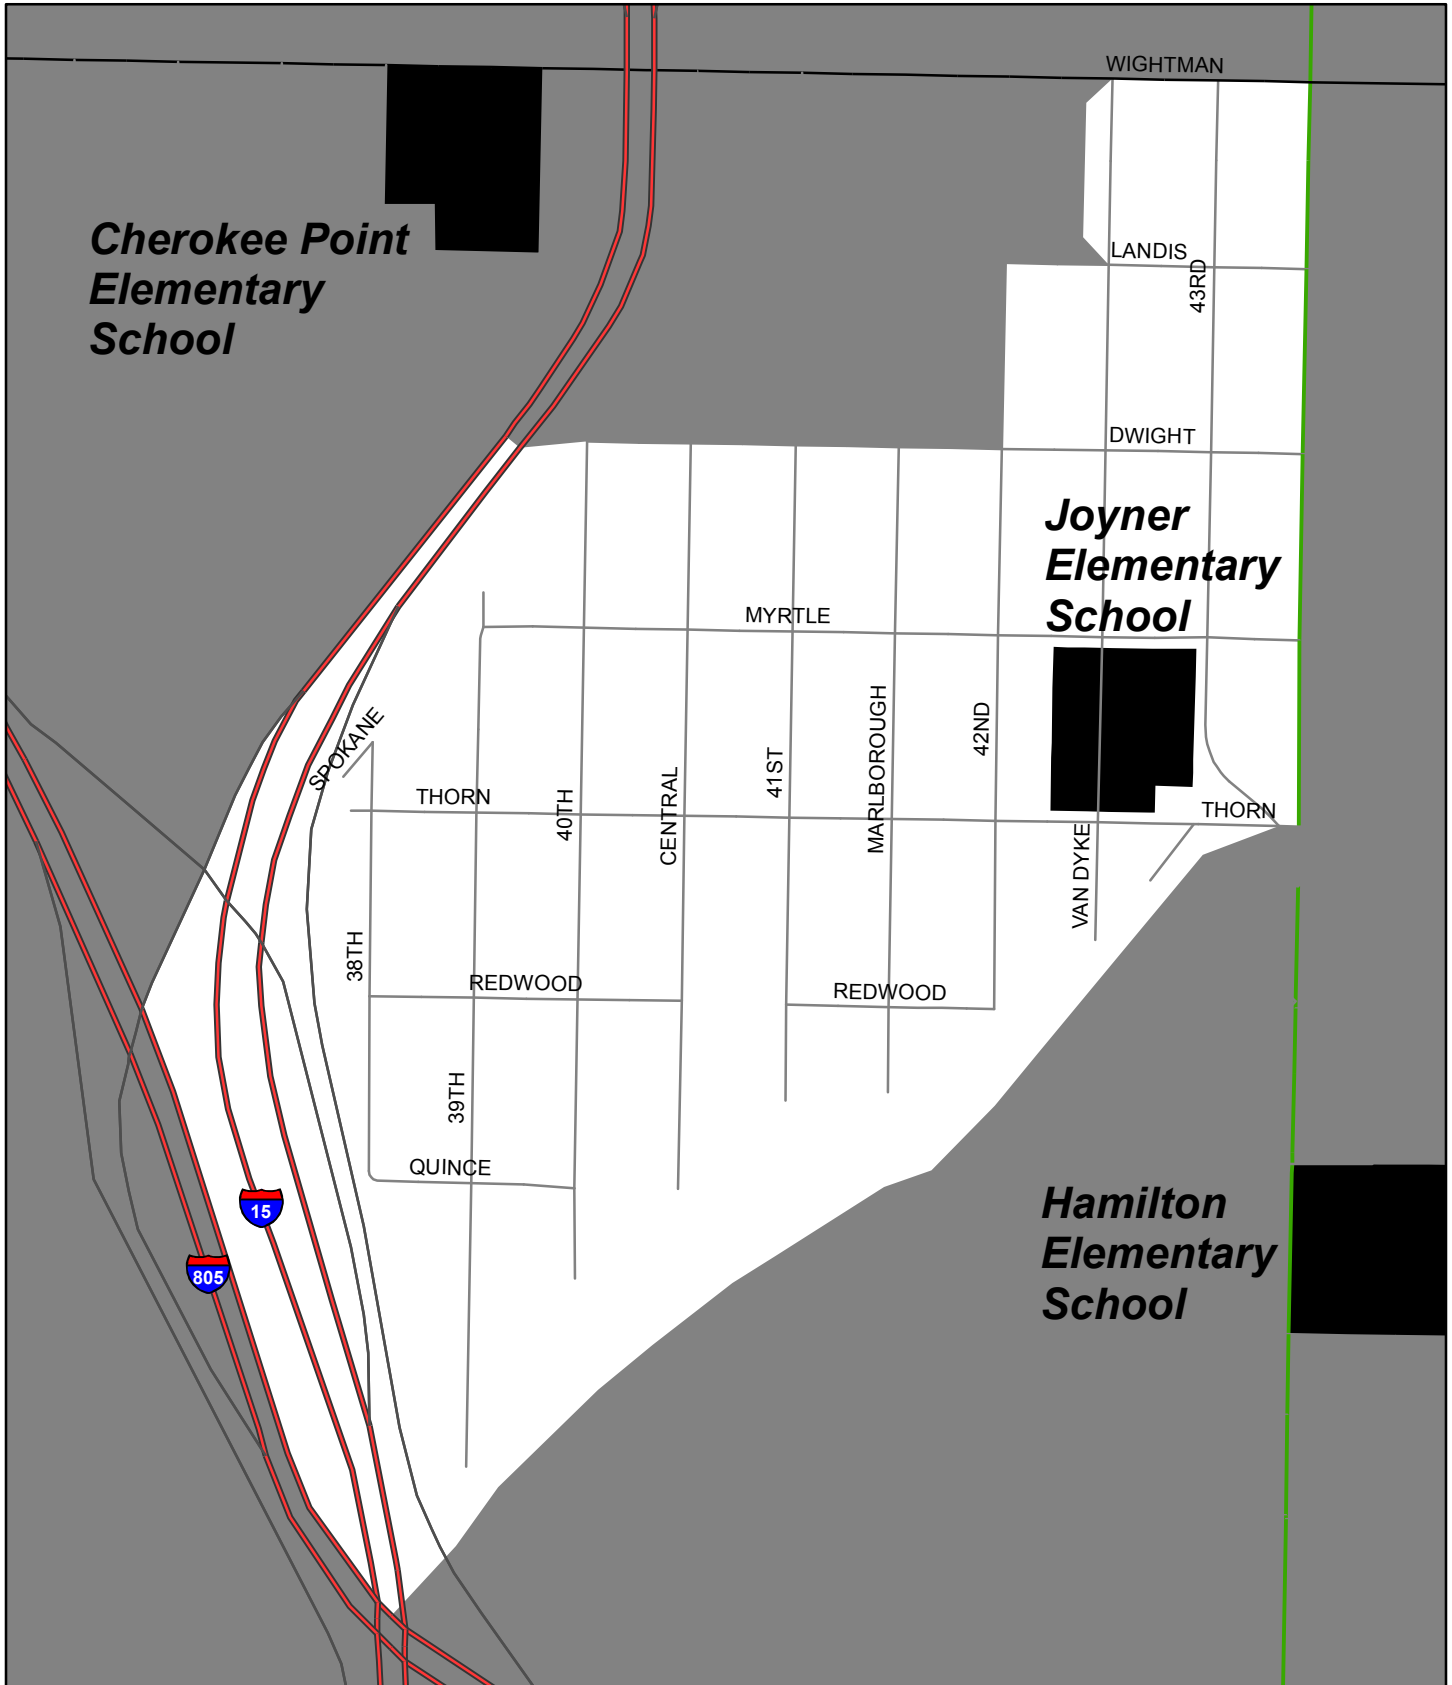 WIGHTMAN
Cherokee Point
Elementary
School
LANDIS
43RD
DWIGHT
Joyner
Elementary
School
MYRTLE
SPOKANE
THORN
40TH
CENTRAL
41ST
MARLBOROUGH
42ND
THORN
VAN DYKE
38TH
REDWOOD
REDWOOD
39TH
QUINCE
15
805
Hamilton
Elementary
School